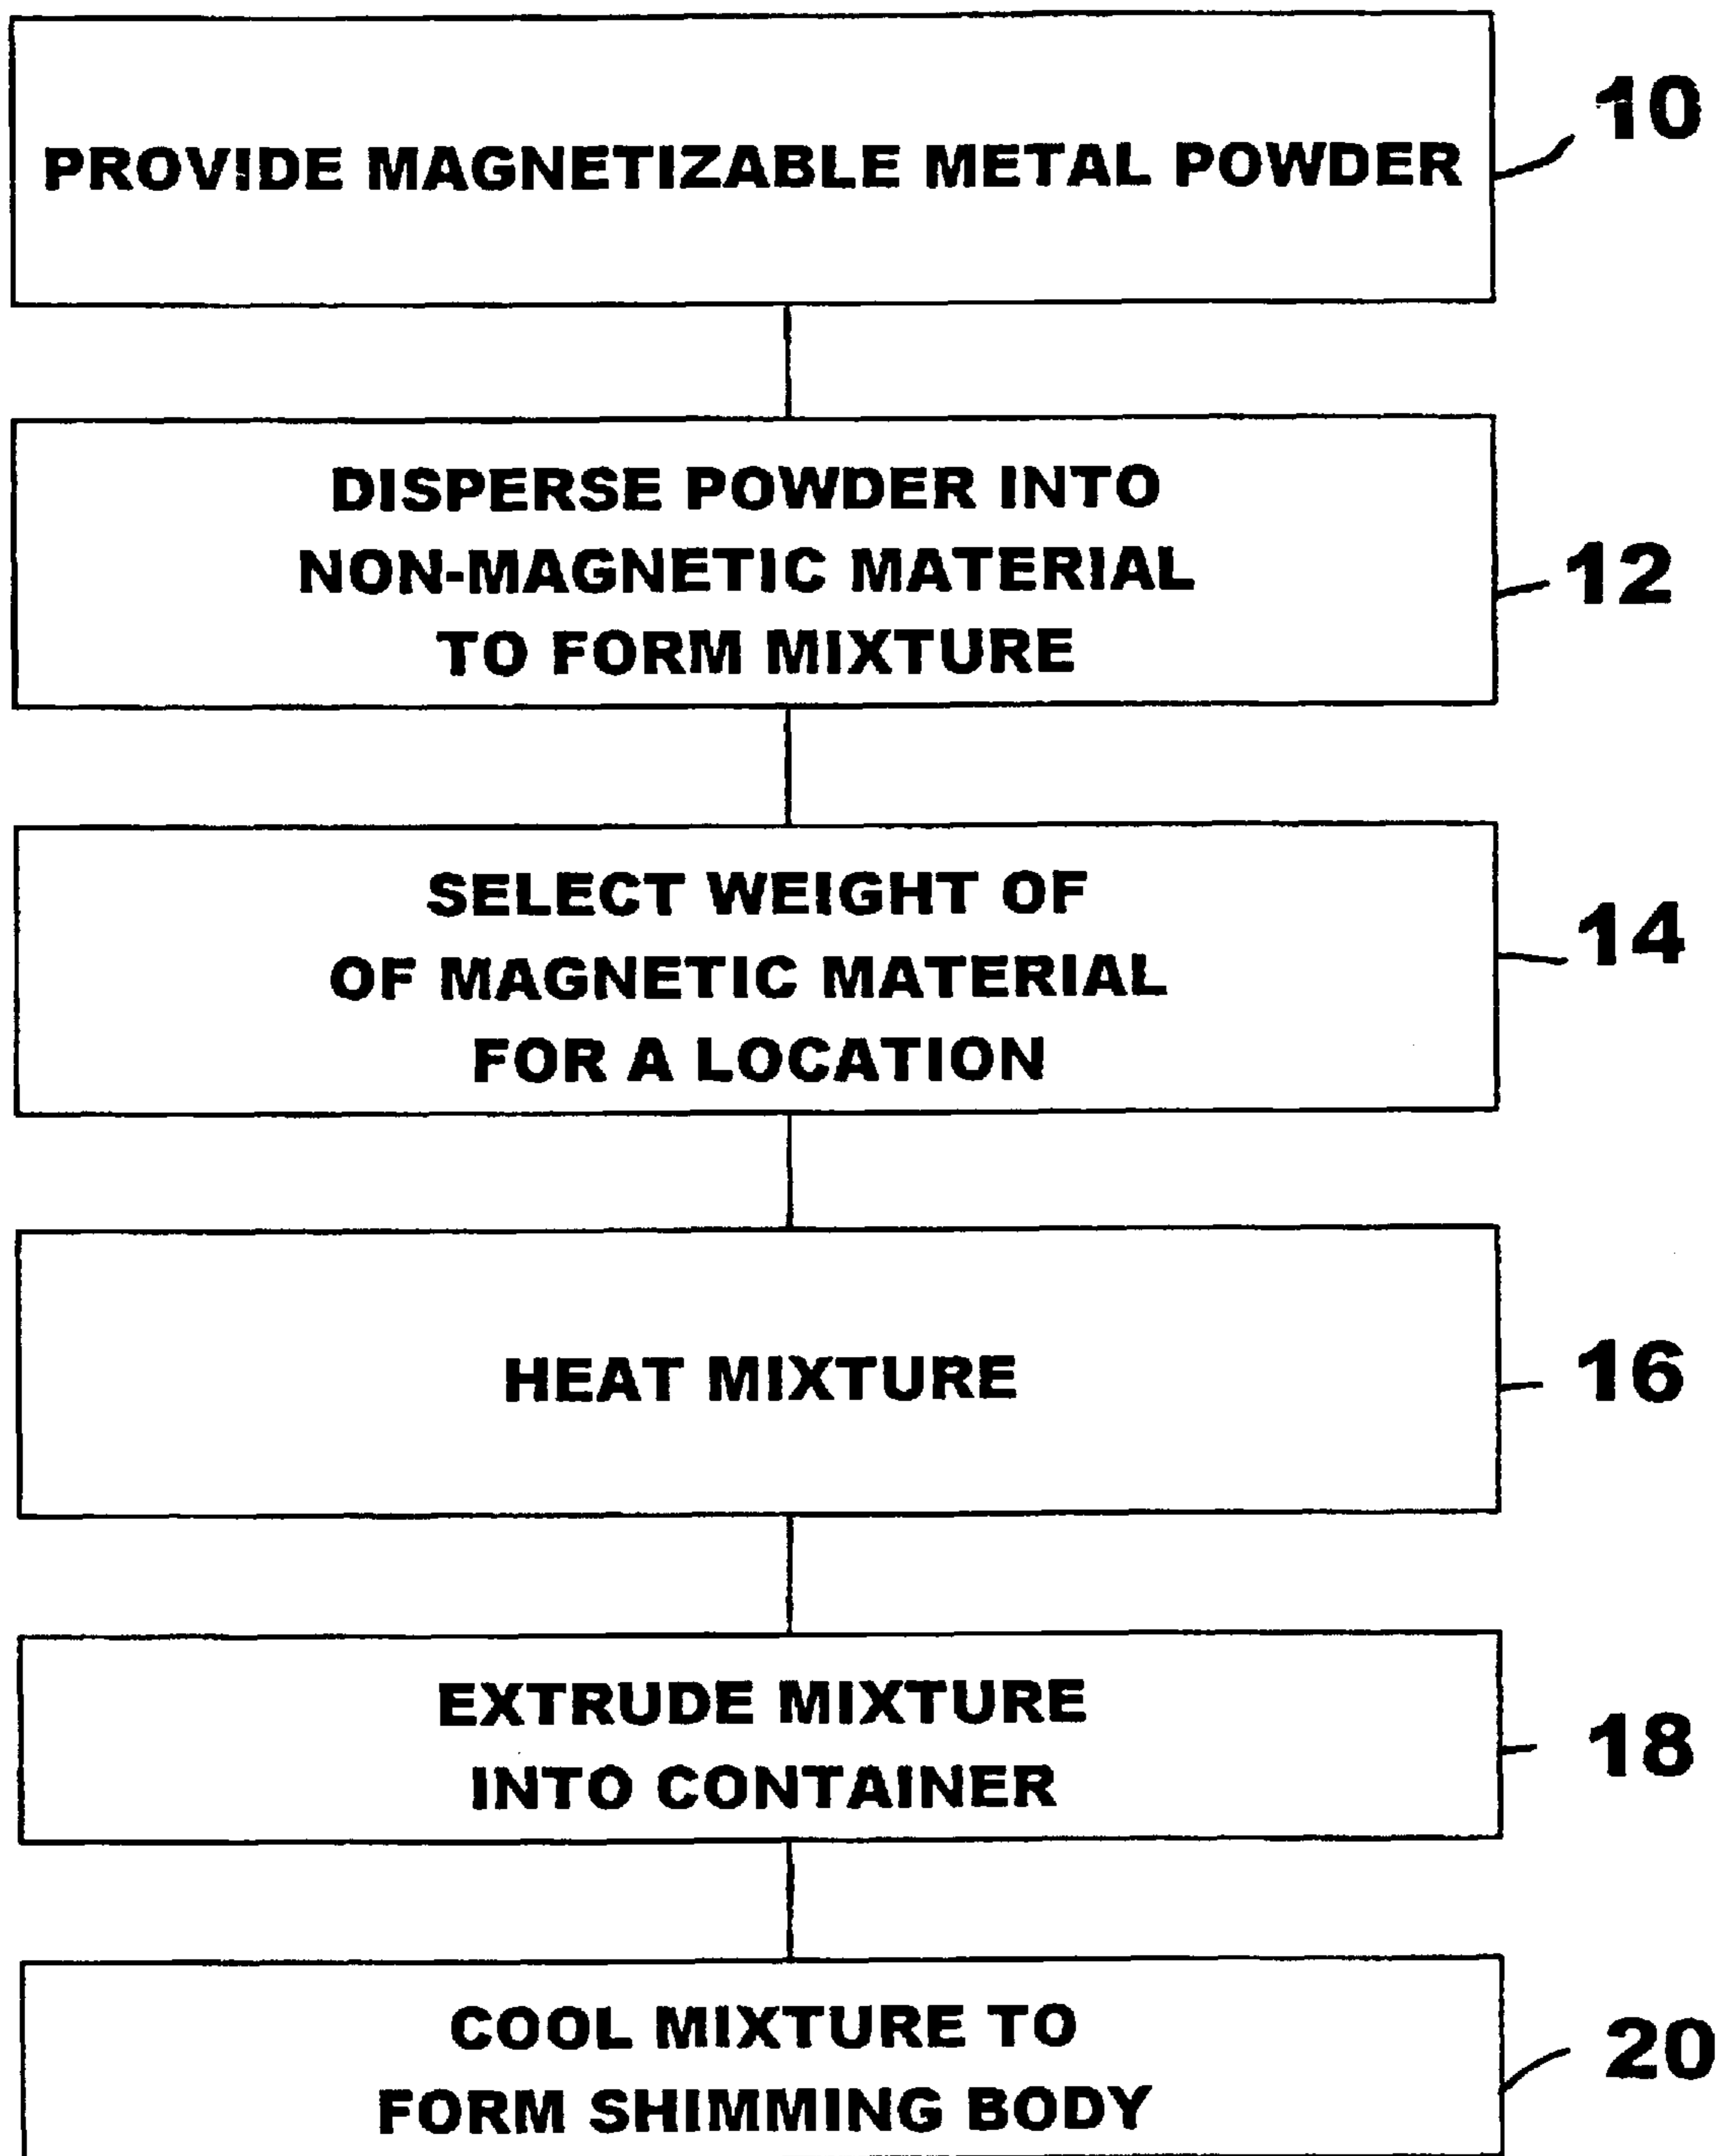 PROVIDE MAGNETIZABLE METAL POWDER
10
DISPERSE POWDER INTO
NON-MAGNETIC MATERIAL
TO FORM MIXTURE
12
SELECT WEIGHT OF
OF MAGNETIC MATERIAL
FOR A LOCATION
14
HEAT MIXTURE
16
EXTRUDE MIXTURE
INTO CONTAINER
18
COOL MIXTURE TO
FORM SHIMMING BODY
20